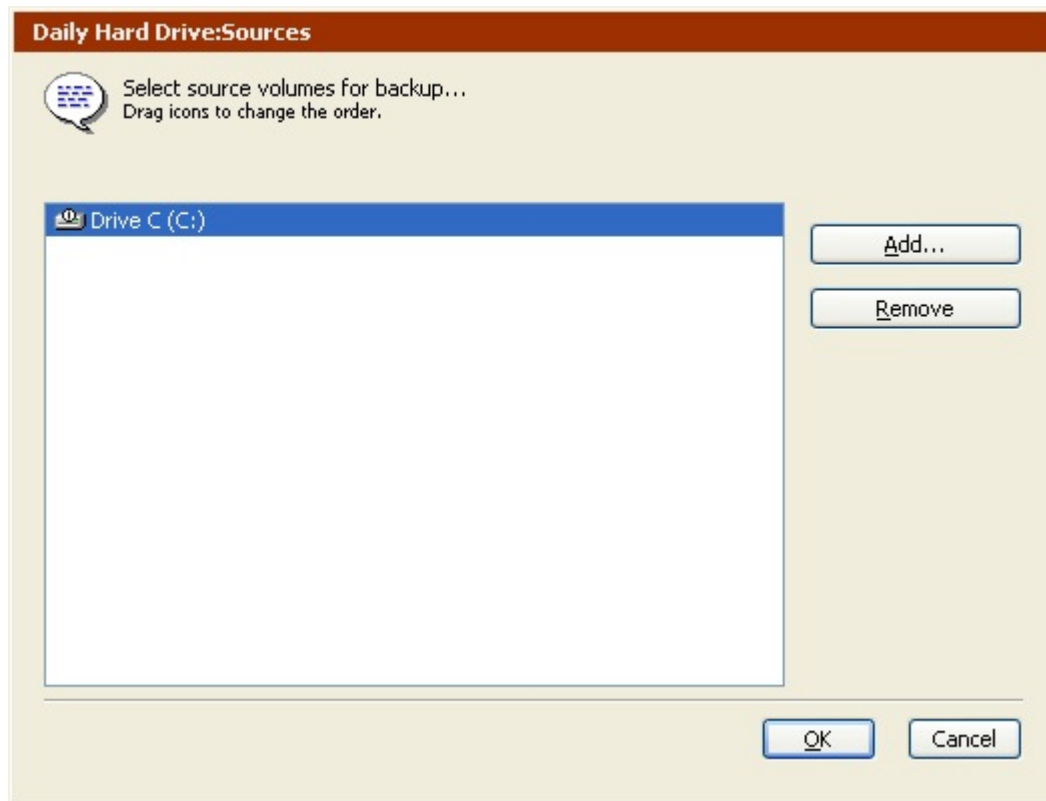 Daily Hard Drive:Sources
Select source volumes for backup...
Drag icons to change the order.
Drive C (C:)
Add...
Remove
OK
Cancel